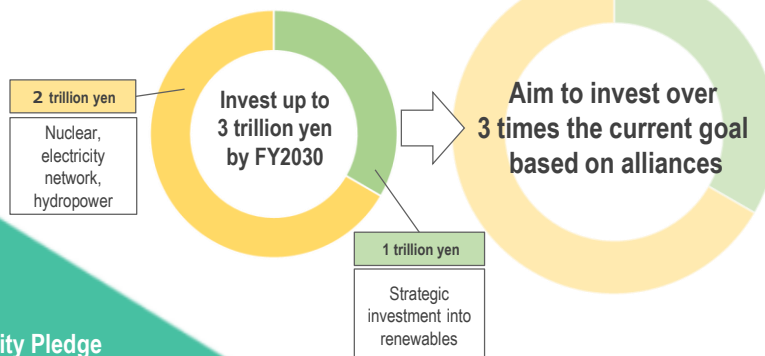 2 trillion yen
Nuclear,
electricity
network,
hydropower
Invest up to
3 trillion yen
by FY2030
1 trillion yen
Strategic
investment into
renewables
Aim to invest over
3 times the current goal
based on alliances
Pledge